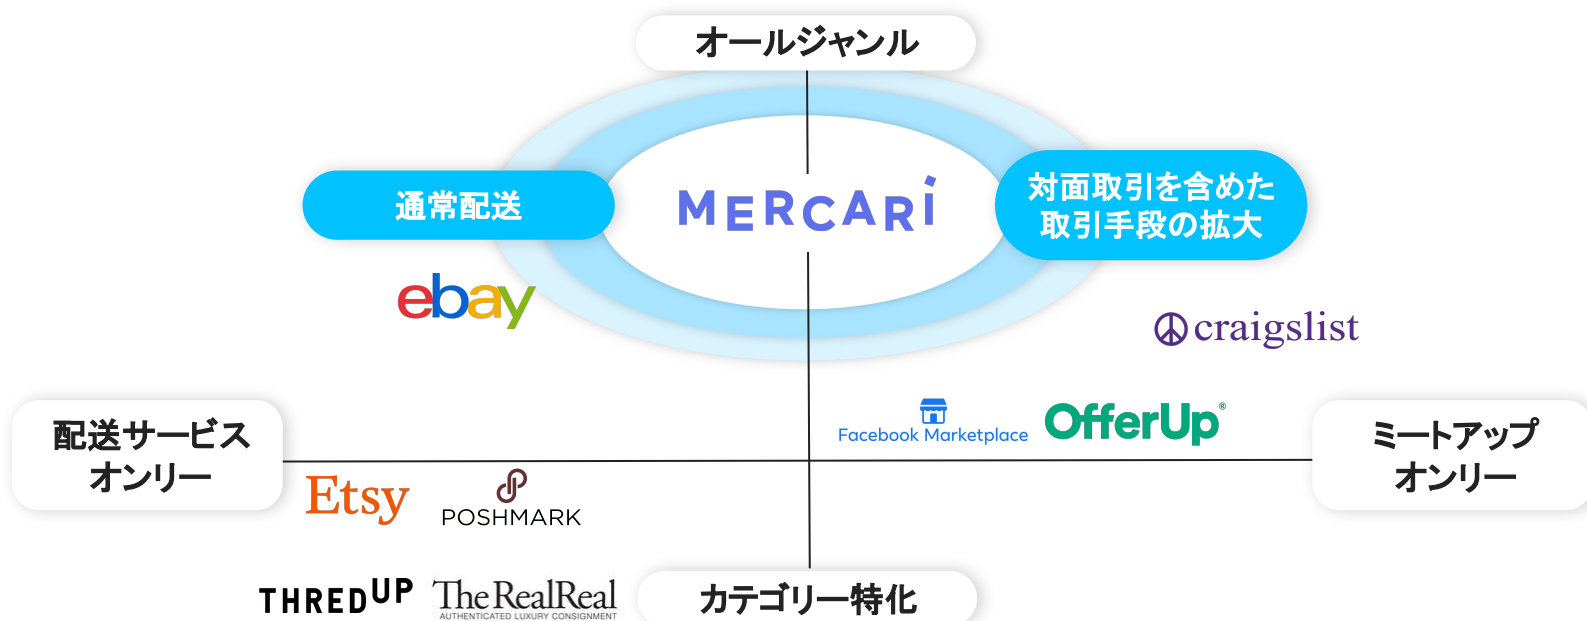 オールジャンル
通常配送
MERCARI
対面取引を含めた
取引手段の拡大
ebay
craigslist
配送サービス
オンリー
Facebook Marketplace
OfferUp®
ミートアップ
オンリー
Etsy
POSHMARK
THREDUP
The RealReal
AUTHENTICATED LUXURY CONSIGNMENT
カテゴリー特化